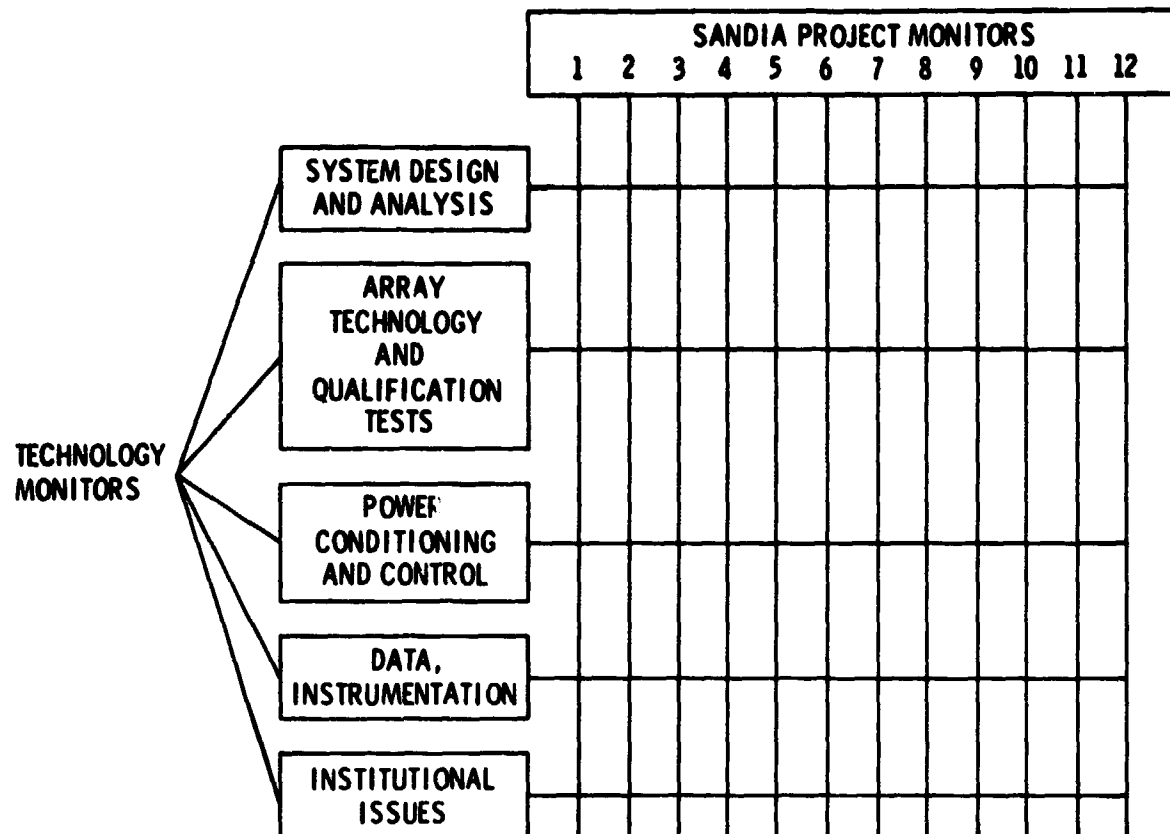 SANDIA PROJECT MONITORS
1 2 3 4 5 6 7 8 9 10 11 12
SYSTEM DESIGN
AND ANALYSIS
ARRAY
TECHNOLOGY
AND
QUALIFICATION
TESTS
TECHNOLOGY
MONITORS
POWER
CONDITIONING
AND CONTROL
DATA,
INSTRUMENTATION
INSTITUTIONAL
ISSUES